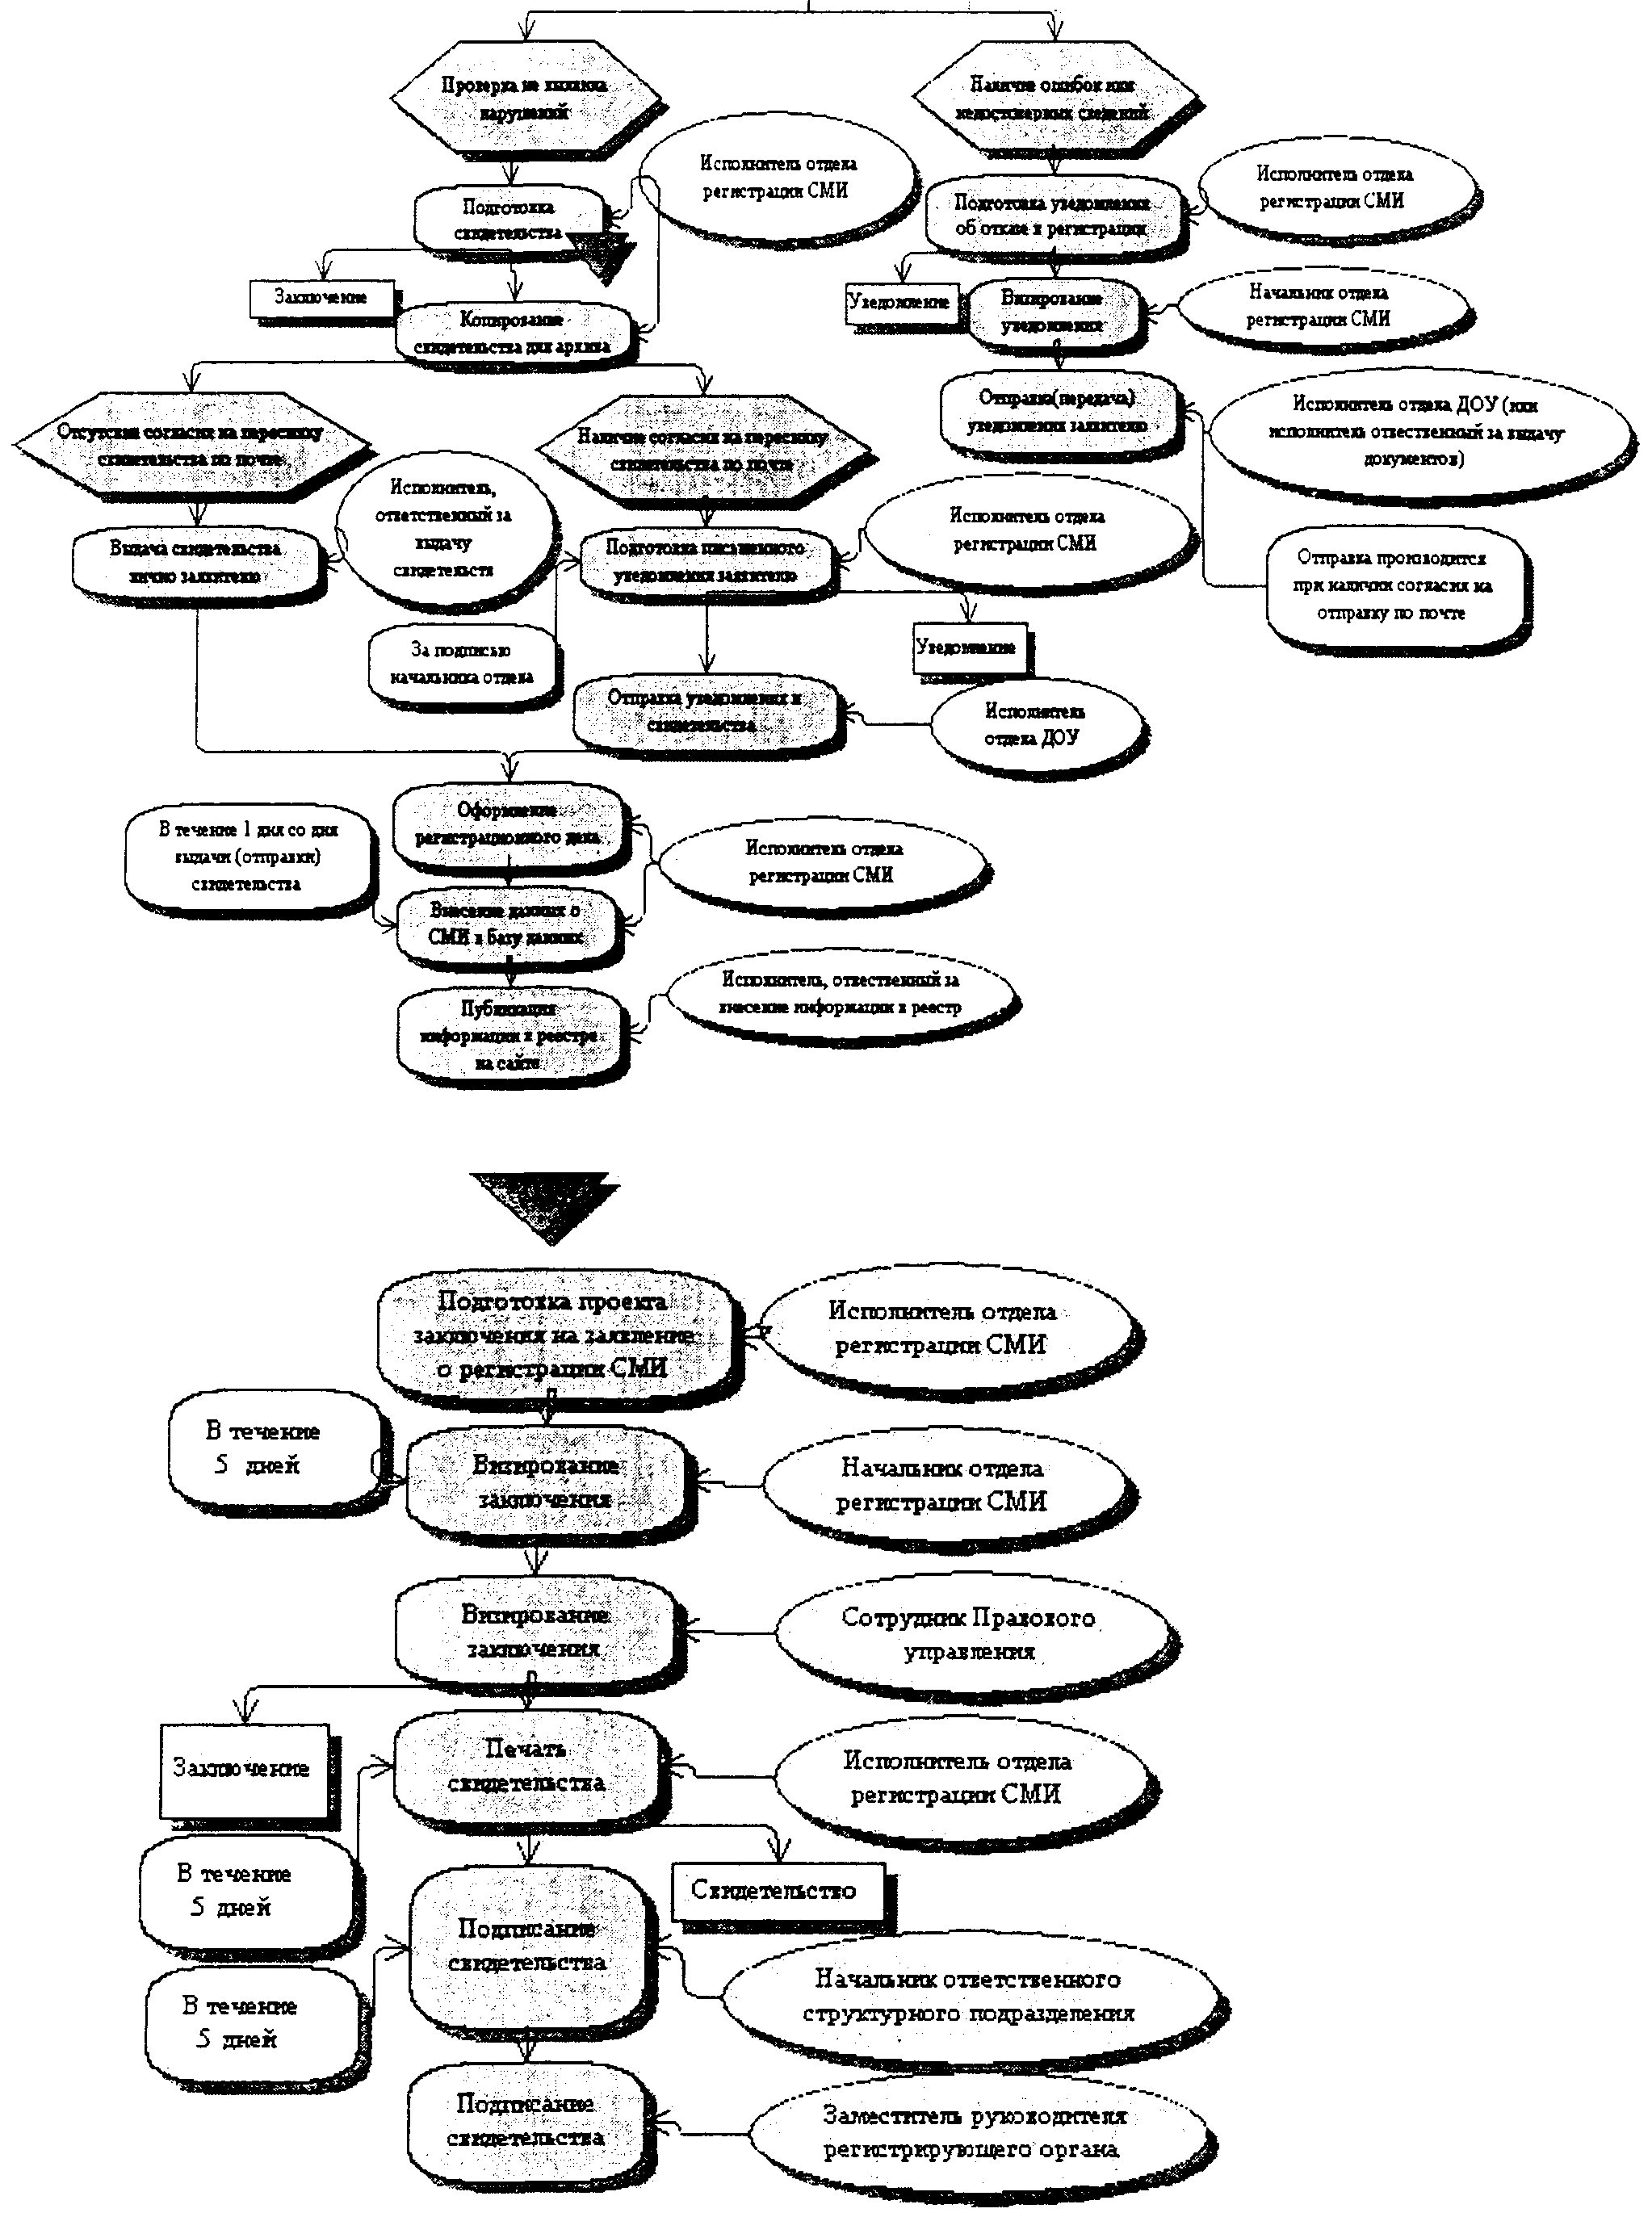 Проверка не выявила
нарушений
Наличие ошибок или
недостоверных сведений
Исполнитель отдела
регистрации СМИ
Исполнитель отдела
регистрации СМИ
Подготовка
свидетельства
Подготовка уведомления
об отказе в регистрации
Заключение
Уведомление
Визирование
уведомления
Начальник отдела
регистрации СМИ
Копирование
свидетельства для архива
Отсутствие согласия на пересылку
свидетельства по почте
Наличие согласия на пересылку
свидетельства по почте
Отправка(передача)
уведомления заявителю
Исполнитель отдела ДОУ (или
исполнитель отвественный за выдачу
документов)
Исполнитель,
ответственный за
выдачу
свидетельств
Исполнитель отдела
регистрации СМИ
Выдача свидетельства
лично заявителю
Подготовка письменного
уведомления заявителю
Отправка производится
при наличии согласия на
отправку по почте
За подписью
начальника отдела
Уведомление
Отправка уведомления и
свидетельства
Исполнитель
отдела ДОУ
Оформление
регистрационного дела
В течение 1 дня со дня
выдачи (отправки)
свидетельства
Исполнитель отдела
регистрации СМИ
Внесение данных о
СМИ в базу данных
Исполнитель, отвественный за
внесение информации в реестр
Публикация
информации в реестре
на сайте
Подготовка проекта
заключения на заявление
о регистрации СМИ
Исполнитель отдела
регистрации СМИ
В течение
5 дней
Визирование
заключения
Начальник отдела
регистрации СМИ
Визирование
заключения
Сотрудник Правового
управления
Заключение
Печать
свидетельства
Исполнитель отдела
регистрации СМИ
В течение
5 дней
Свидетельство
Подписание
свидетельства
Начальник ответственного
структурного подразделения
В течение
5 дней
Подписание
свидетельства
Заместитель руководителя
регистрирующего органа